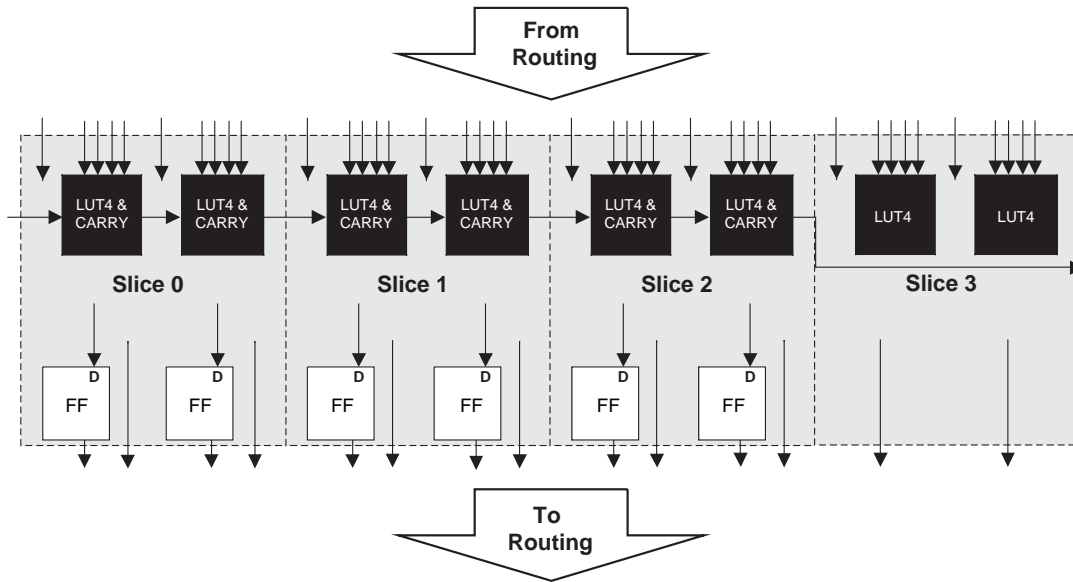 From
Routing
LUT4 &
CARRY
LUT4 &
CARRY
LUT4 &
CARRY
LUT4 &
CARRY
LUT4 &
CARRY
LUT4 &
CARRY
LUT4
LUT4
Slice 0
Slice 1
Slice 2
Slice 3
D
FF
D
FF
D
FF
D
FF
D
FF
D
FF
To
Routing